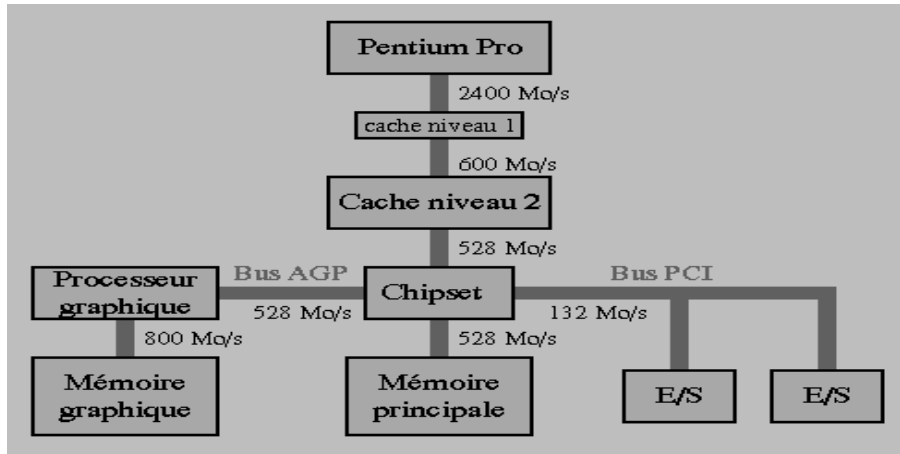 Pentium Pro
2400 Mo/s
cache niveau 1
600 Mo/s
Cache niveau 2
528 Mo/s
Bus AGP
Bus PCI
Processeur
graphique
Chipset
528 Mo/s
132 Mo/s
800 Mo/s
528 Mo/s
Mémoire
graphique
Mémoire
principale
E/S
E/S